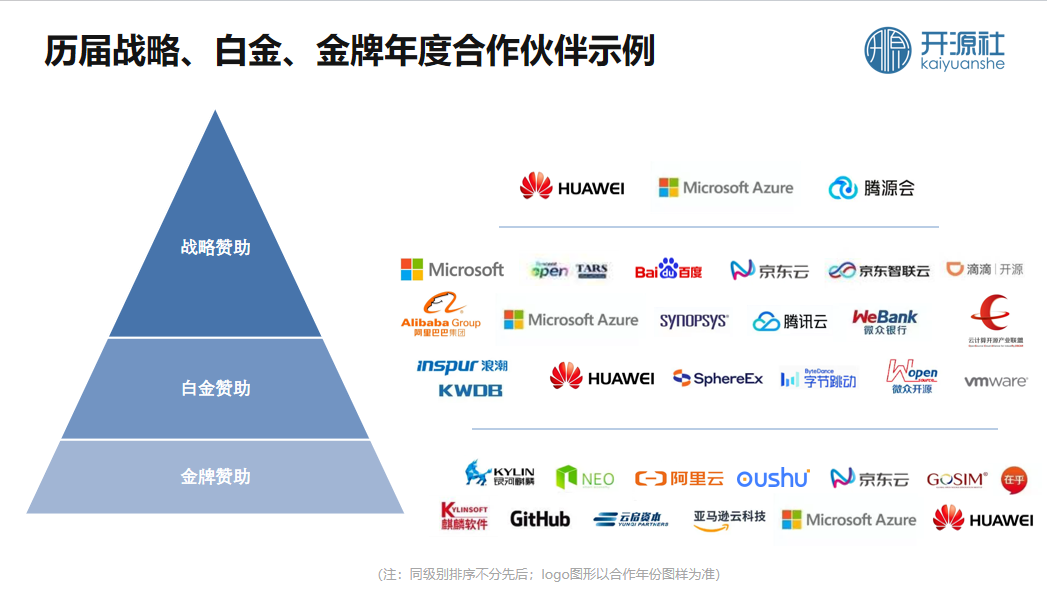 历届战略、白金、金牌年度合作伙伴示例
开源社
kaiyuanshe
战略赞助
白金赞助
金牌赞助
HUAWEI
Microsoft Azure
腾源会
Microsoft
Tencent open
TARS
Bai du 百度
京东云
京东智联云
滴滴 | 开源
Alibaba Group
阿里巴巴集团
Microsoft Azure
SYNOPSYS®
腾讯云
WeBank
微众银行
云计算开源产业联盟
inspur 浪潮
KWDB
HUAWEI
SphereEx
ByteDance
字节跳动
Wopen source
微众开源
vmware®
KYLIN
银河麒麟
NEO
阿里云
oushu
京东云
GOSIM®
在乎
KYLINSOFT
麒麟软件
GitHub
云启资本
YUNQI PARTNERS
亚马逊云科技
Microsoft Azure
HUAWEI
(注：同级别排序不分先后；logo图形以合作年份图样为准)